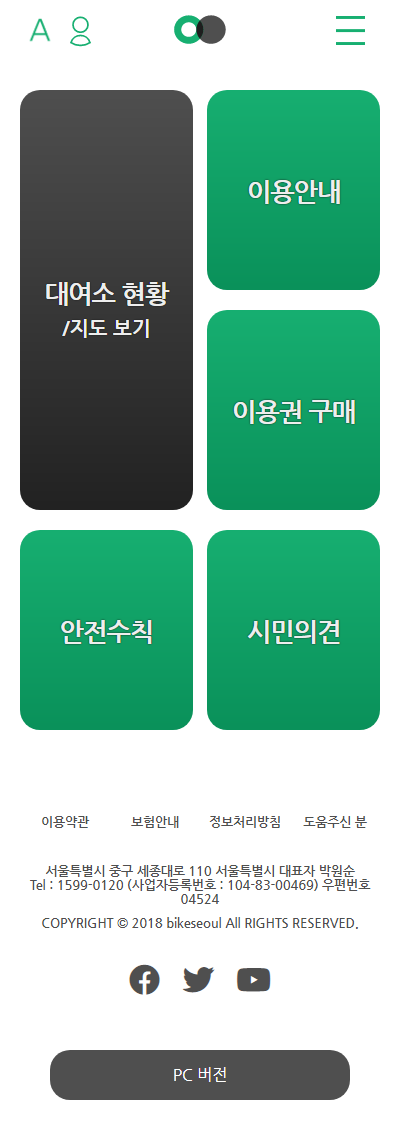 A
대여소 현황
/지도 보기
이용안내
이용권 구매
안전수칙
시민의견
이용약관 보험안내 정보처리방침 도움주신 분
서울특별시 중구 세종대로 110 서울특별시 대표자 박원순
Tel : 1599-0120 (사업자등록번호 : 104-83-00469) 우편번호
04524
COPYRIGHT © 2018 bikeseoul All RIGHTS RESERVED.
PC 버전